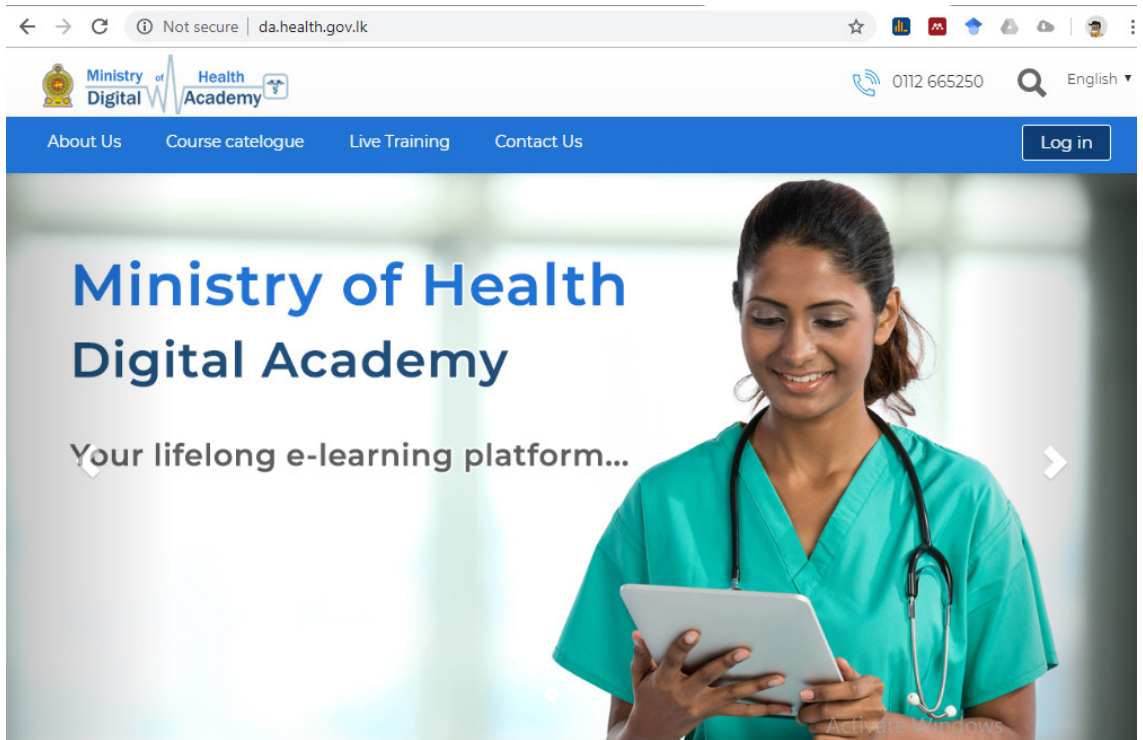 Not secure | da.health.gov.lk
Ministry of Health
Digital Academy
0112 665250
English
About Us Course catelogue Live Training Contact Us Log in
Ministry of Health
Digital Academy
Your lifelong e-learning platform...
Activate Windows